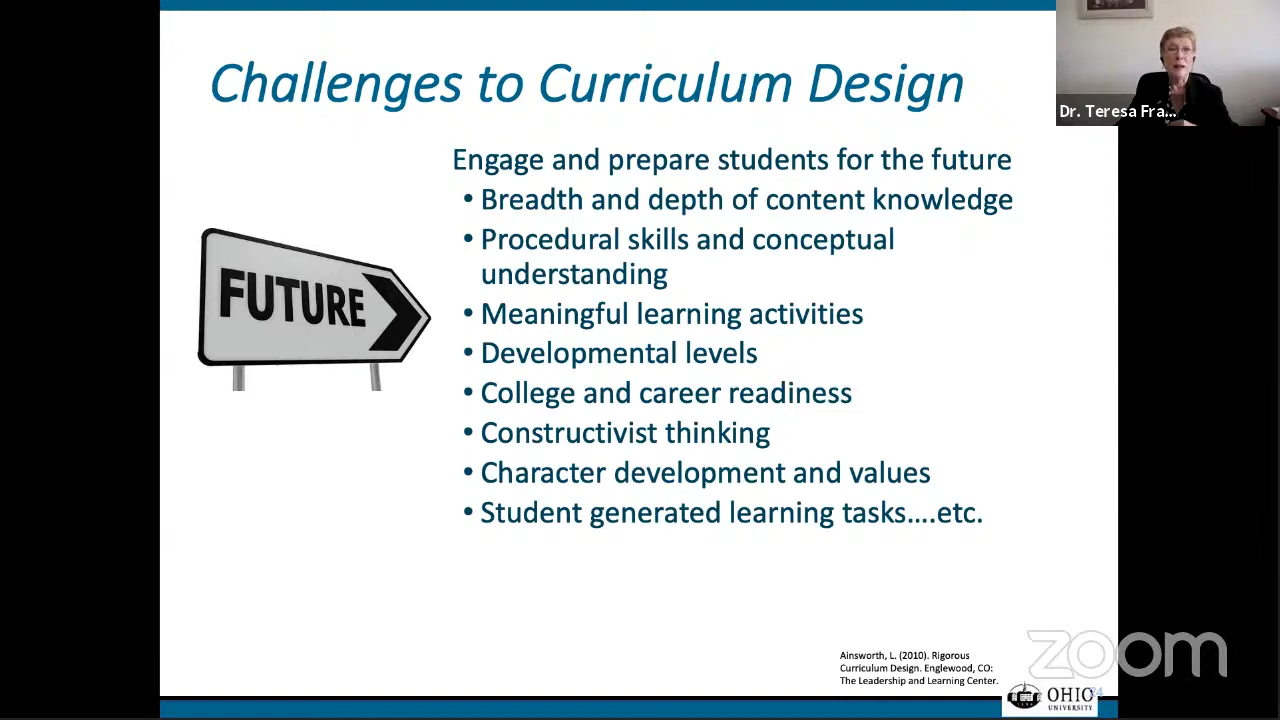 Challenges to Curriculum Design
Dr. Teresa Fra...
Engage and prepare students for the future
• Breadth and depth of content knowledge
• Procedural skills and conceptual
understanding
• Meaningful learning activities
• Developmental levels
• College and career readiness
• Constructivist thinking
• Character development and values
• Student generated learning tasks….etc.
FUTURE
Ainsworth, L. (2010). Rigorous
Curriculum Design. Englewood, CO:
The Leadership and Learning Center.
zoom
OHIO
UNIVERSITY